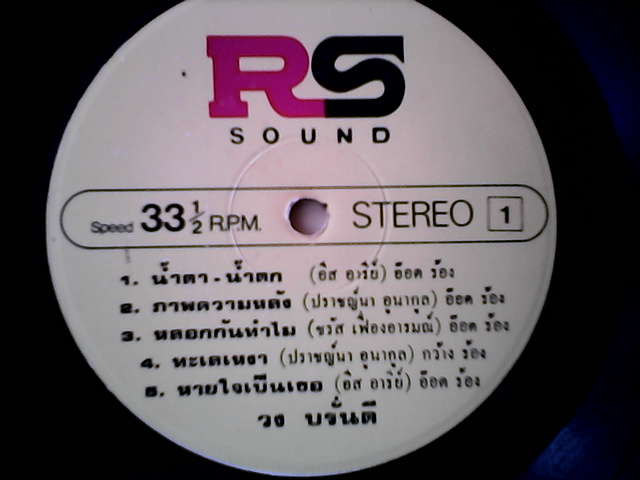 RS
SOUND
Speed 33 1/2 R.P.M. STEREO 1
1. น้ำตา - น้ำตก (อิส อารีย์) อ๊อด ร้อง
2. ภาพความหลัง (ปราชญ์นา อุนากูล) อ๊อด ร้อง
3. หลอกกันทำไม (จรัส เฟื่องอารมณ์) อ๊อด ร้อง
4. ทะเลเหงา (ปราชญ์นา อุนากูล) กว้าง ร้อง
5. หายใจเป็นเธอ (อิส อารีย์) อ๊อด ร้อง
วง บรั่นดี